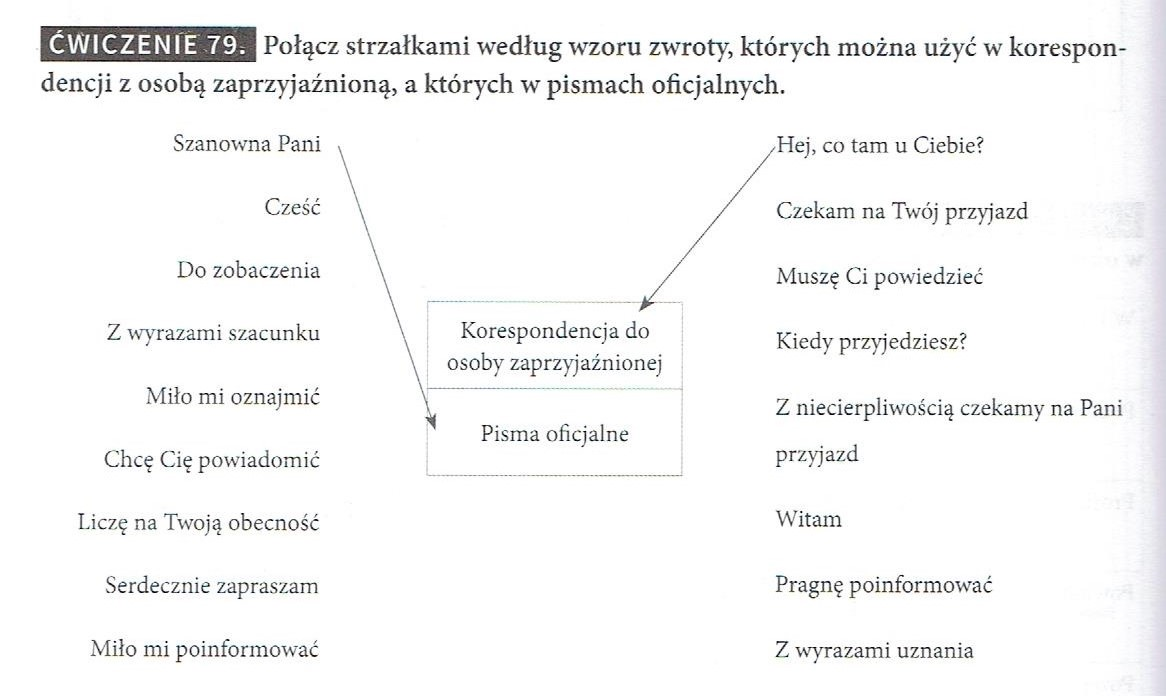 ĆWICZENIE 79. Połącz strzałkami według wzoru zwroty, których można użyć w korespon-
dencji z osobą zaprzyjaźnioną, a których w pismach oficjalnych.
Szanowna Pani
Cześć
Do zobaczenia
Z wyrazami szacunku
Miło mi oznajmić
Chcę Cię powiadomić
Liczę na Twoją obecność
Serdecznie zapraszam
Miło mi poinformować
Korespondencja do
osoby zaprzyjaźnionej
Pisma oficjalne
Hej, co tam u Ciebie?
Czekam na Twój przyjazd
Muszę Ci powiedzieć
Kiedy przyjedziesz?
Z niecierpliwością czekamy na Pani
przyjazd
Witam
Pragnę poinformować
Z wyrazami uznania